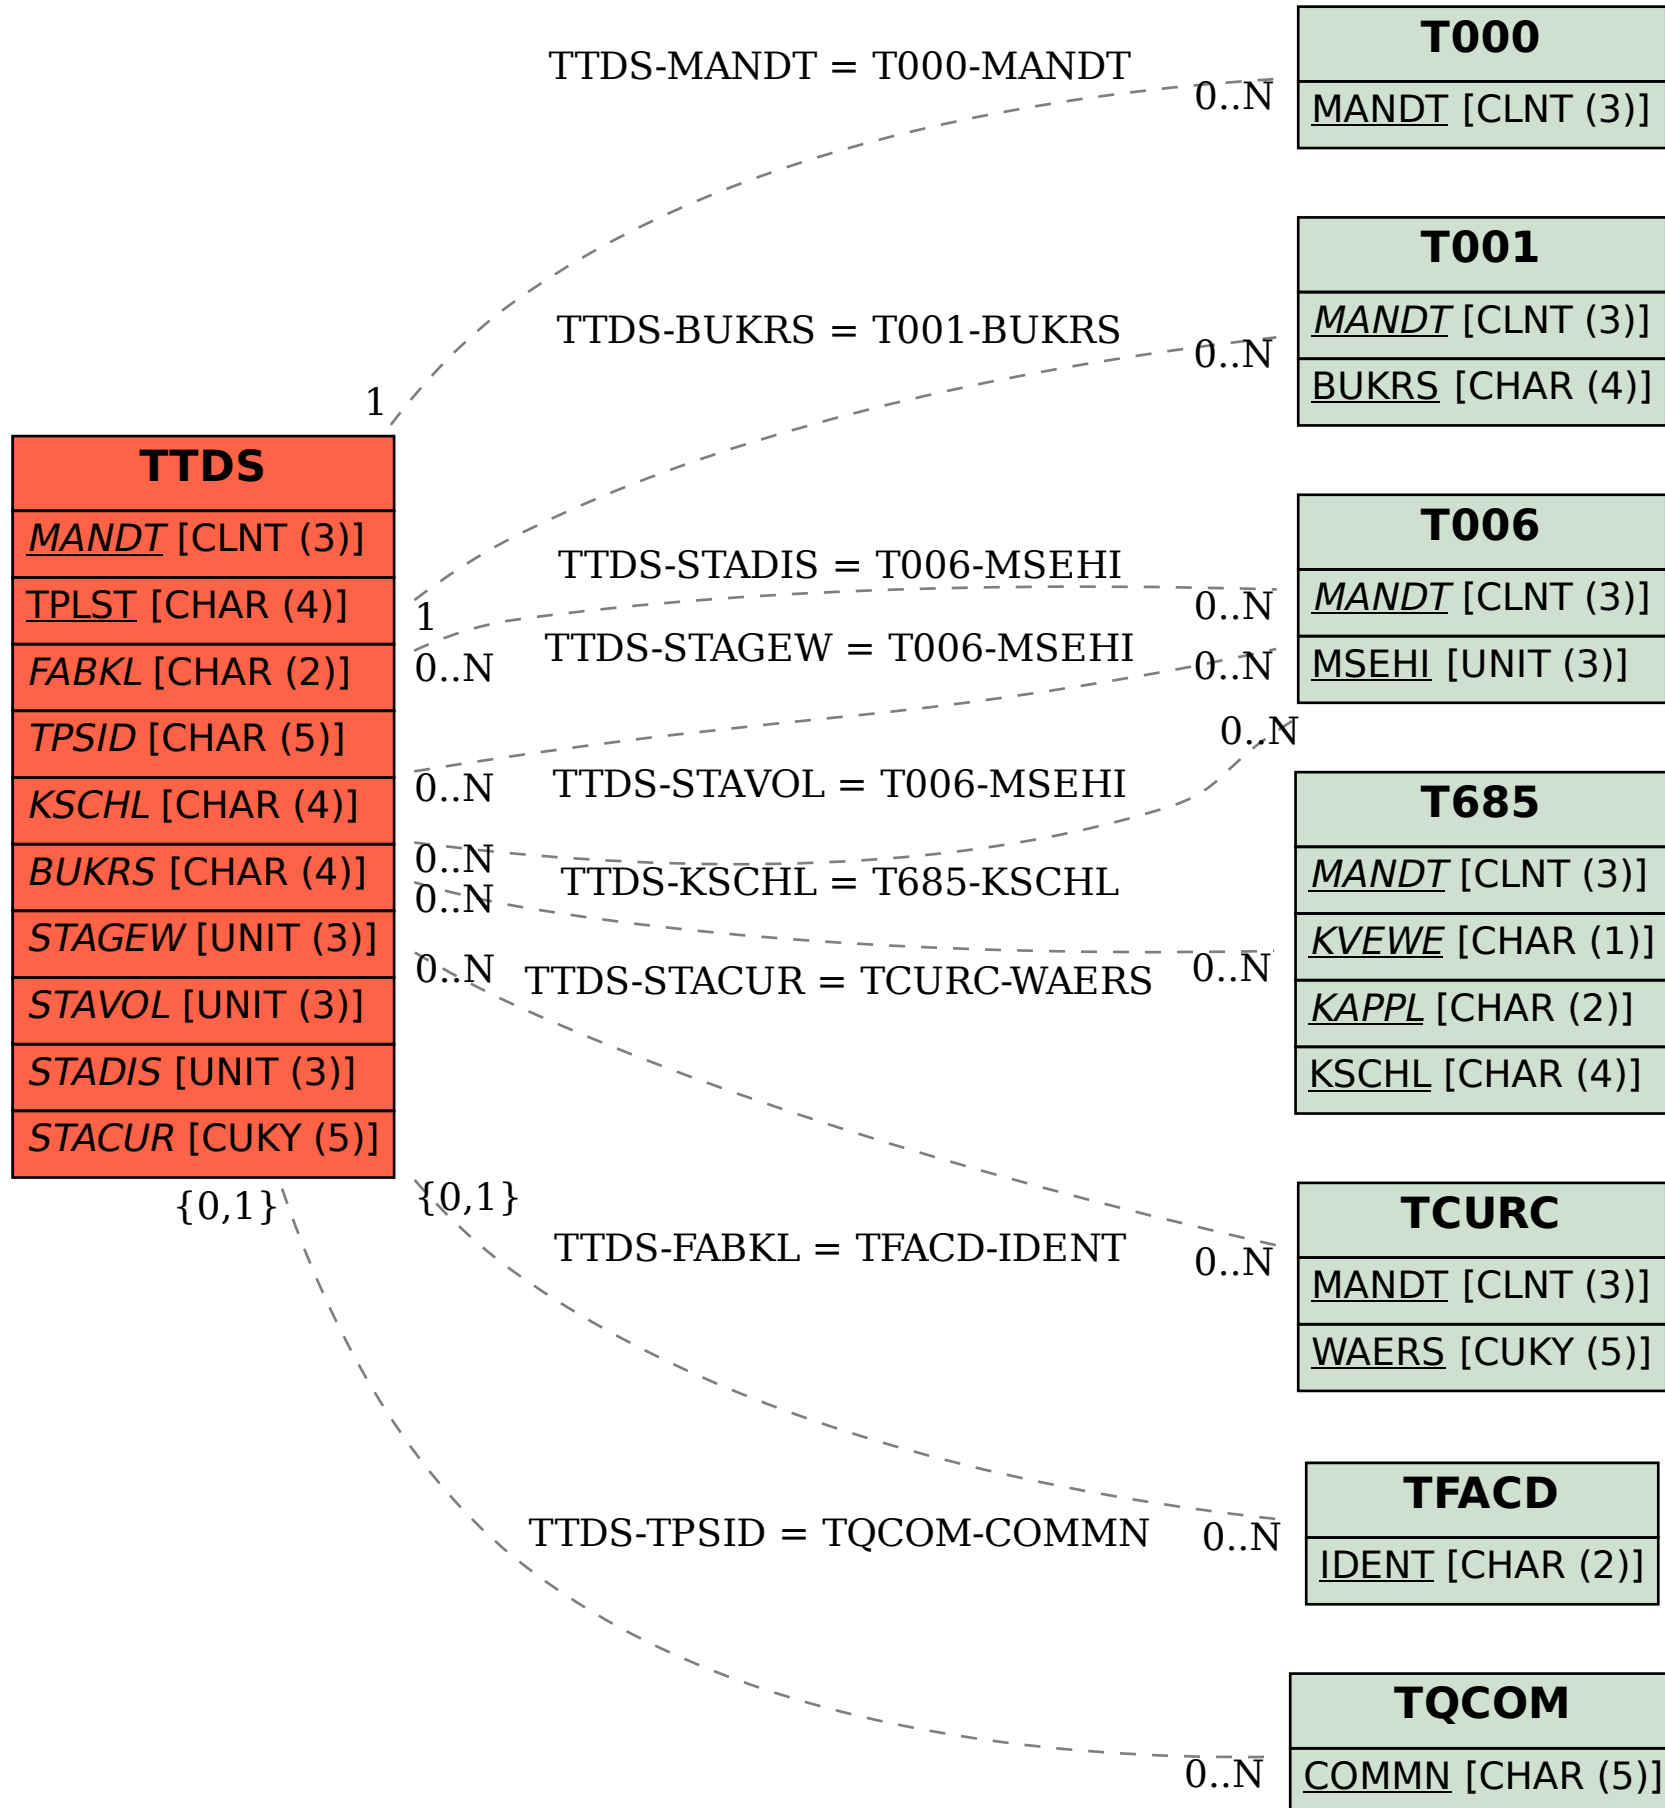 TTDS
MANDT [CLNT (3)]
TPLST [CHAR (4)]
FABKL [CHAR (2)]
TPSID [CHAR (5)]
KSCHL [CHAR (4)]
BUKRS [CHAR (4)]
STAGEW [UNIT (3)]
STAVOL [UNIT (3)]
STADIS [UNIT (3)]
STACUR [CUKY (5)]
TTDS-MANDT = T000-MANDT
1
0..N
TTDS-BUKRS = T001-BUKRS
1
0..N
TTDS-STADIS = T006-MSEHI
0..N
0..N
TTDS-STAGEW = T006-MSEHI
0..N
0..N
TTDS-STAVOL = T006-MSEHI
0..N
0..N
TTDS-KSCHL = T685-KSCHL
0..N
0..N
TTDS-STACUR = TCURC-WAERS
0..N
0..N
TTDS-FABKL = TFACD-IDENT
{0,1}
0..N
TTDS-TPSID = TQCOM-COMMN
{0,1}
0..N
T000
MANDT [CLNT (3)]
T001
MANDT [CLNT (3)]
BUKRS [CHAR (4)]
T006
MANDT [CLNT (3)]
MSEHI [UNIT (3)]
T685
MANDT [CLNT (3)]
KVEWE [CHAR (1)]
KAPPL [CHAR (2)]
KSCHL [CHAR (4)]
TCURC
MANDT [CLNT (3)]
WAERS [CUKY (5)]
TFACD
IDENT [CHAR (2)]
TQCOM
COMMN [CHAR (5)]